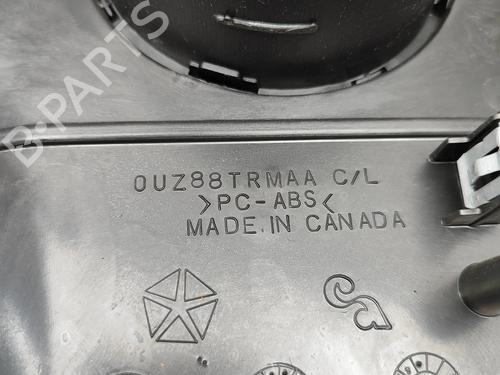 B-PARTS
0UZ88TRMAA C/L
>PC-ABS<
MADE IN CANADA